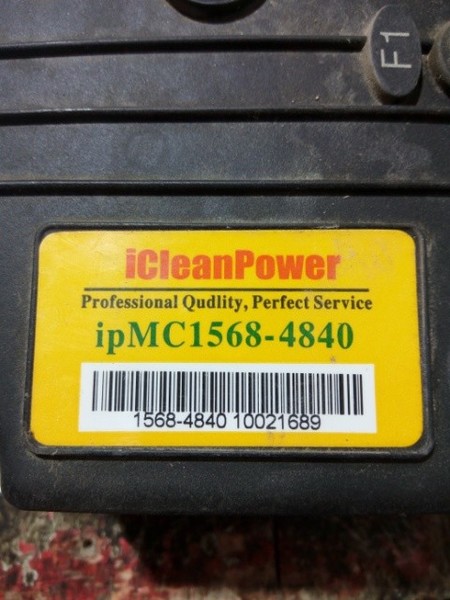 F1
iCleanPower
Professional Qudlity, Perfect Service
ipMC1568-4840
1568-4840 10021689